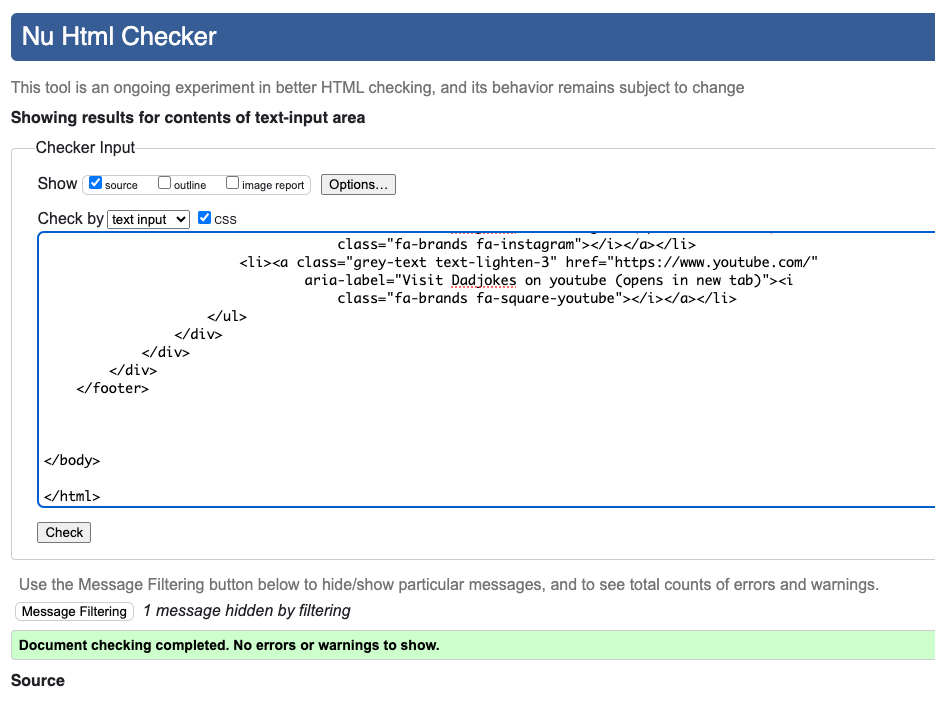 Nu Html Checker
This tool is an ongoing experiment in better HTML checking, and its behavior remains subject to change
Showing results for contents of text-input area
Checker Input
Show source outline image report Options...
Check by text input CSS
class="fa-brands fa-instagram"></i></a></li>
<li><a class="grey-text text-lighten-3" href="https://www.youtube.com/"
aria-label="Visit Dadjokes on youtube (opens in new tab)"><i
class="fa-brands fa-square-youtube"></i></a></li>
</ul>
</div>
</div>
</div>
</footer>
</body>
</html>
Check
Use the Message Filtering button below to hide/show particular messages, and to see total counts of errors and warnings.
Message Filtering 1 message hidden by filtering
Document checking completed. No errors or warnings to show.
Source